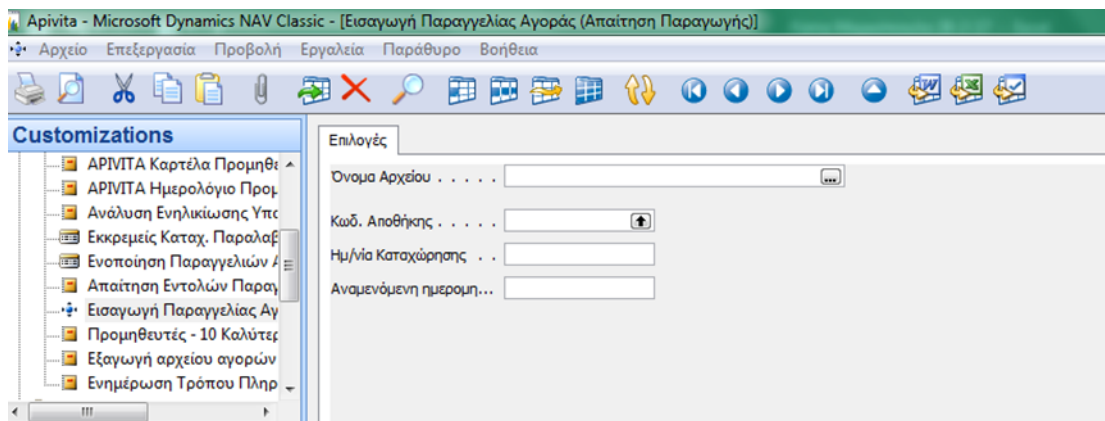 Apivita - Microsoft Dynamics NAV Classic - [Εισαγωγή Παραγγελίας Αγοράς (Απαίτηση Παραγωγής)]
Αρχείο Επεξεργασία Προβολή Εργαλεία Παράθυρο Βοήθεια
Customizations
APIVITA Καρτέλα Προμηθε
APIVITA Ημερολόγιο Προμ
Ανάλυση Ενηλικίωσης Υπο
Εκκρεμείς Καταχ. Παραλαβ
Ενοποίηση Παραγγελιών Α
Απαίτηση Εντολών Παραγ
Εισαγωγή Παραγγελίας Αγ
Προμηθευτές - 10 Καλύτερ
Εξαγωγή αρχείου αγορών
Ενημέρωση Τρόπου Πληρ
Επιλογές
Όνομα Αρχείου . . . . .
Κωδ. Αποθήκης . . . . .
Ημ/νία Καταχώρησης . .
Αναμενόμενη ημερομη...